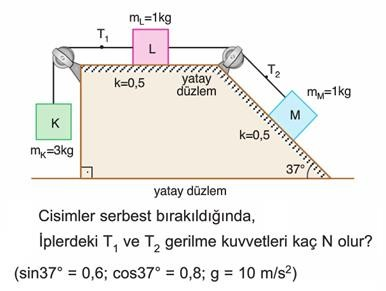 m_L=1kg
T₁
L
k=0,5
yatay
düzlem
T₂
m_M=1kg
K
M
k=0,5
m_K=3kg
37°
yatay düzlem
Cisimler serbest bırakıldığında,
İplerdeki T₁ ve T₂ gerilme kuvvetleri kaç N olur?
(sin37° = 0,6; cos37° = 0,8; g = 10 m/s²)